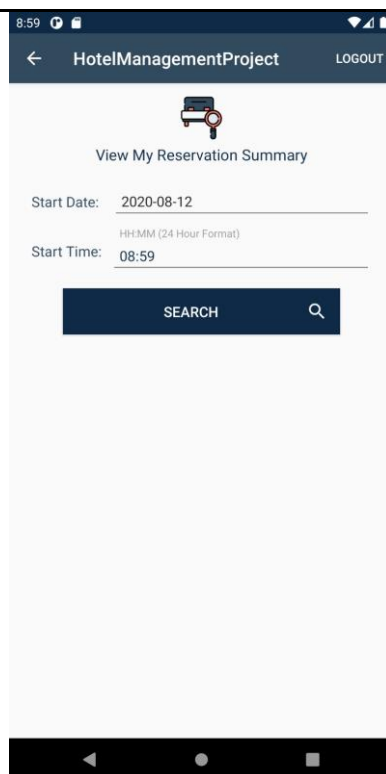 8:59
HotelManagementProject LOGOUT
View My Reservation Summary
Start Date: 2020-08-12
HH:MM (24 Hour Format)
Start Time: 08:59
SEARCH